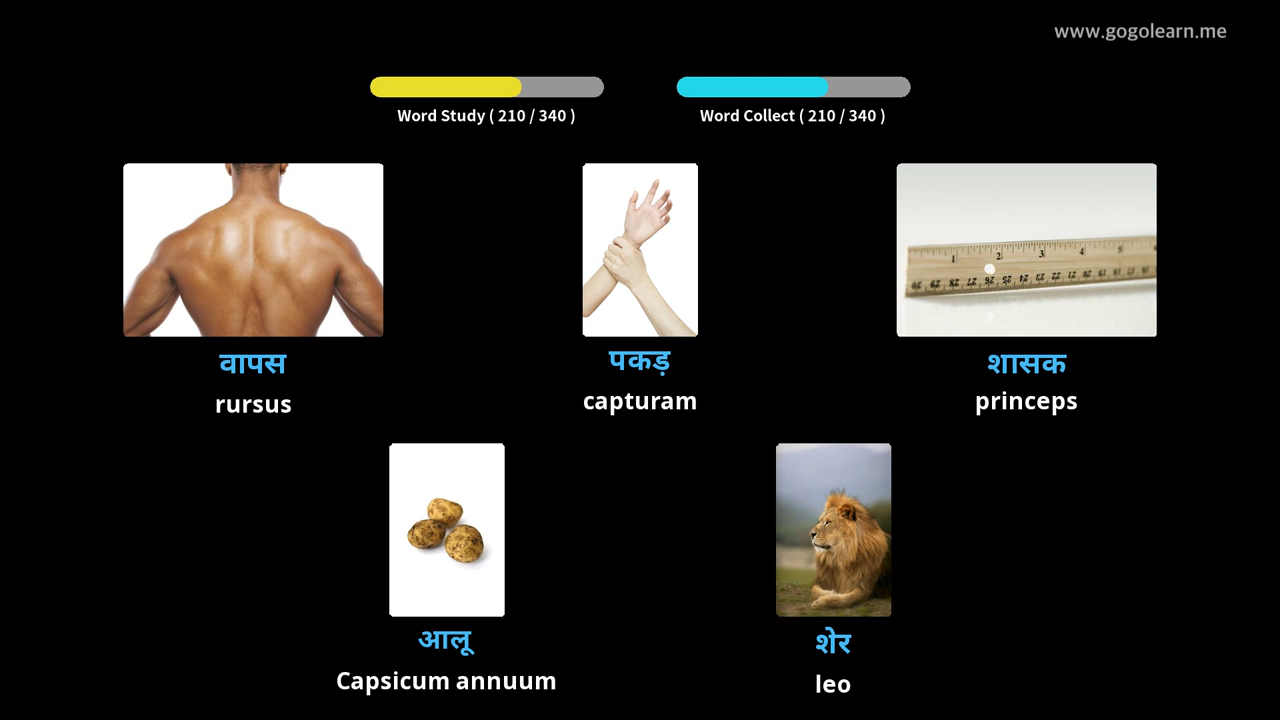 www.gogolearn.me
Word Study ( 210 / 340 )
Word Collect ( 210 / 340 )
वापस
rursus
पकड़
capturam
शासक
princeps
आलू
Capsicum annuum
शेर
leo